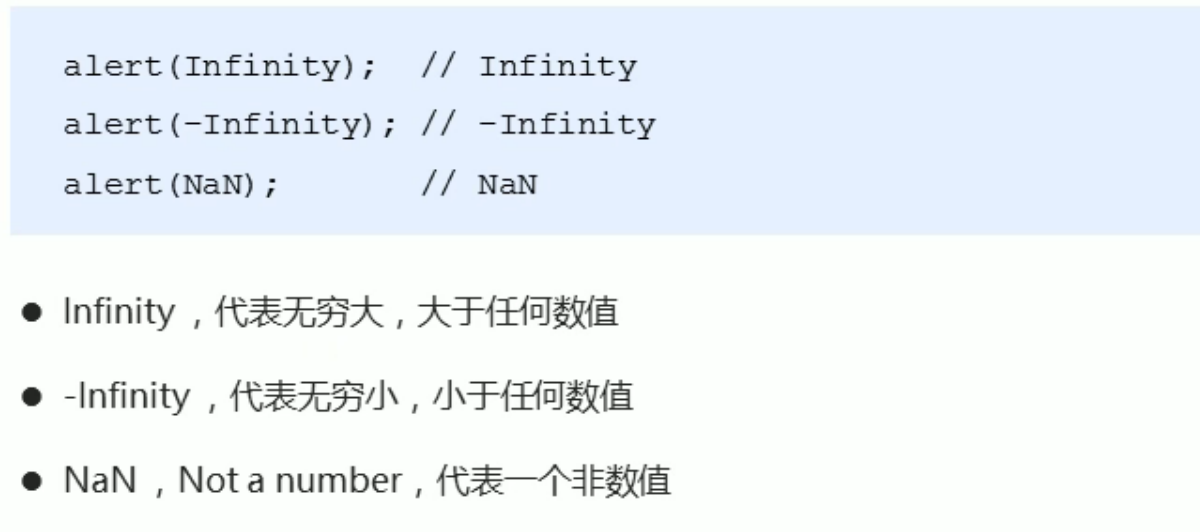 alert(Infinity);  // Infinity
alert(-Infinity); // -Infinity
alert(NaN);       // NaN
● Infinity ，代表无穷大，大于任何数值
● -Infinity ，代表无穷小，小于任何数值
● NaN ，Not a number，代表一个非数值